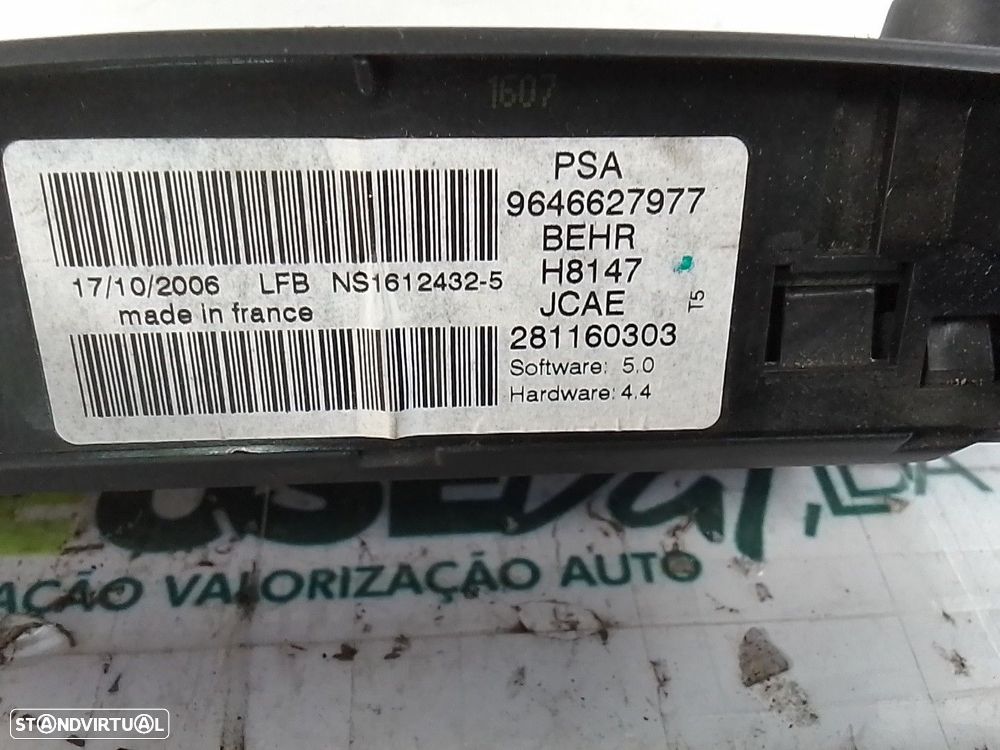 1607
PSA
9646627977
BEHR
H8147
JCAE
281160303
Software: 5.0
Hardware: 4.4
T5
17/10/2006 LFB NS1612432-5
made in france
LDA
AÇÃO VALORIZAÇÃO AUTO
STANDVIRTUAL